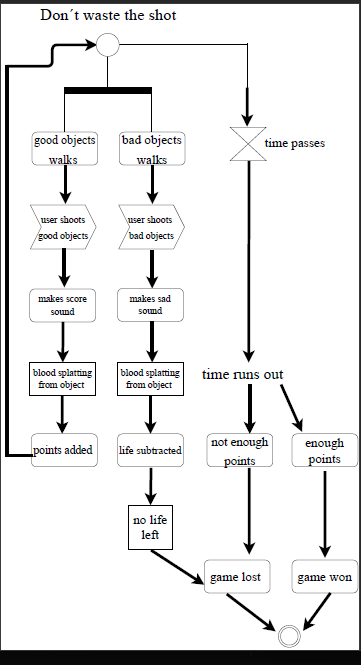 Don´t waste the shot
good objects
walks
bad objects
walks
time passes
user shoots
good objects
user shoots
bad objects
makes score
sound
makes sad
sound
blood splatting
from object
blood splatting
from object
time runs out
points added
life subtracted
not enough
points
enough
points
no life
left
game lost
game won